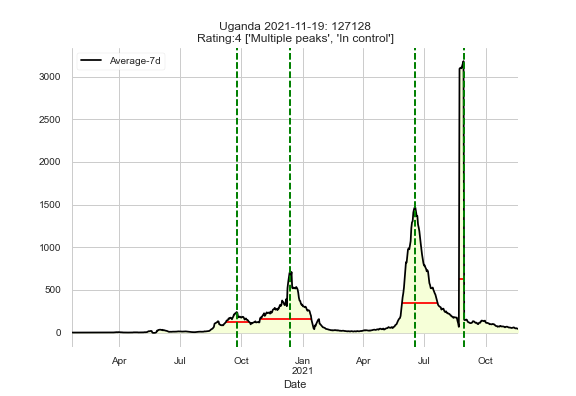 Uganda 2021-11-19: 127128
Rating:4 ['Multiple peaks', 'In control']
Average-7d
3000
2500
2000
1500
1000
500
0
Apr Jul Oct Jan Apr Jul Oct
2021
Date